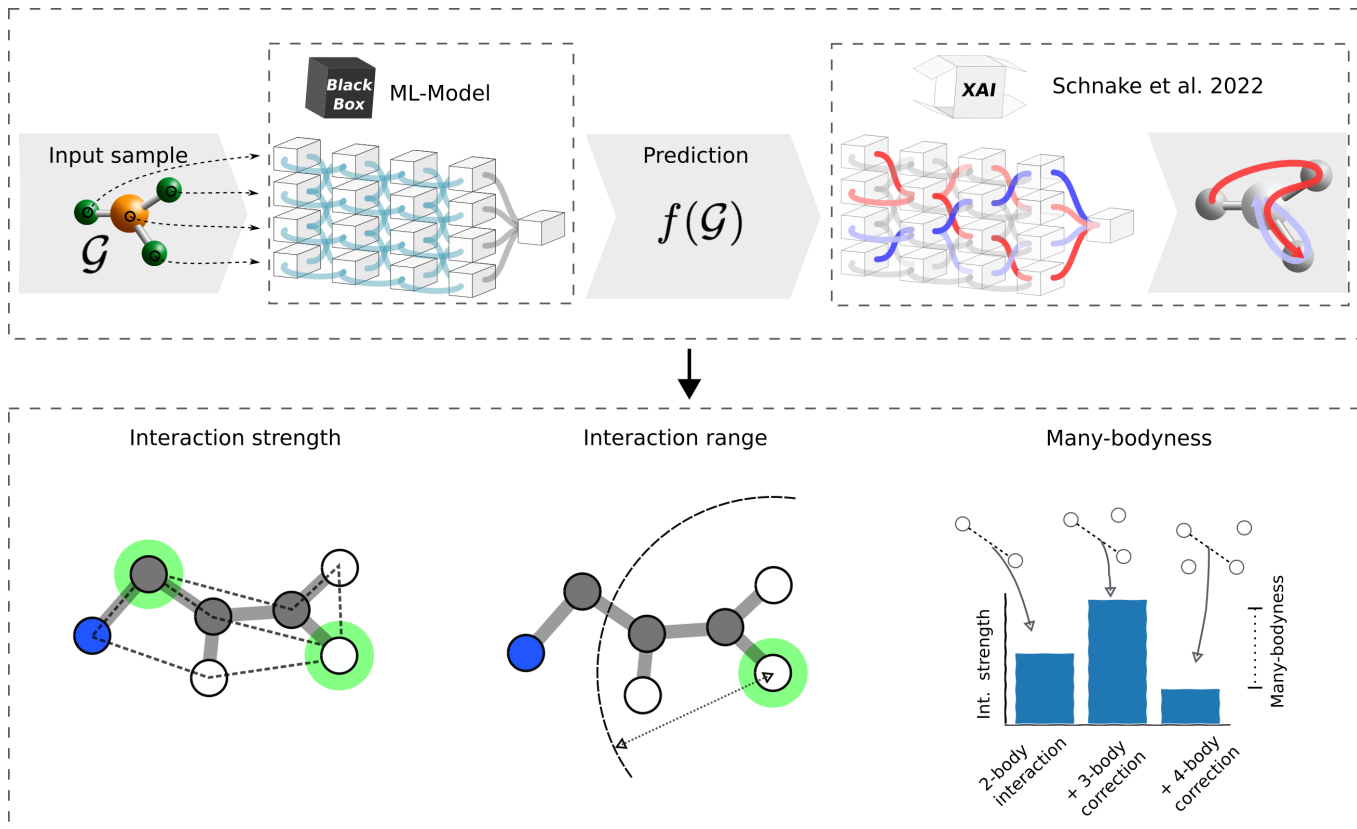 Black
Box
ML-Model
XAI
Schnake et al. 2022
Input sample
𝒢
Prediction
f(𝒢)
Interaction strength
Interaction range
Many-bodyness
Int. strength
Many-bodyness
2-body
interaction
+ 3-body
correction
+ 4-body
correction